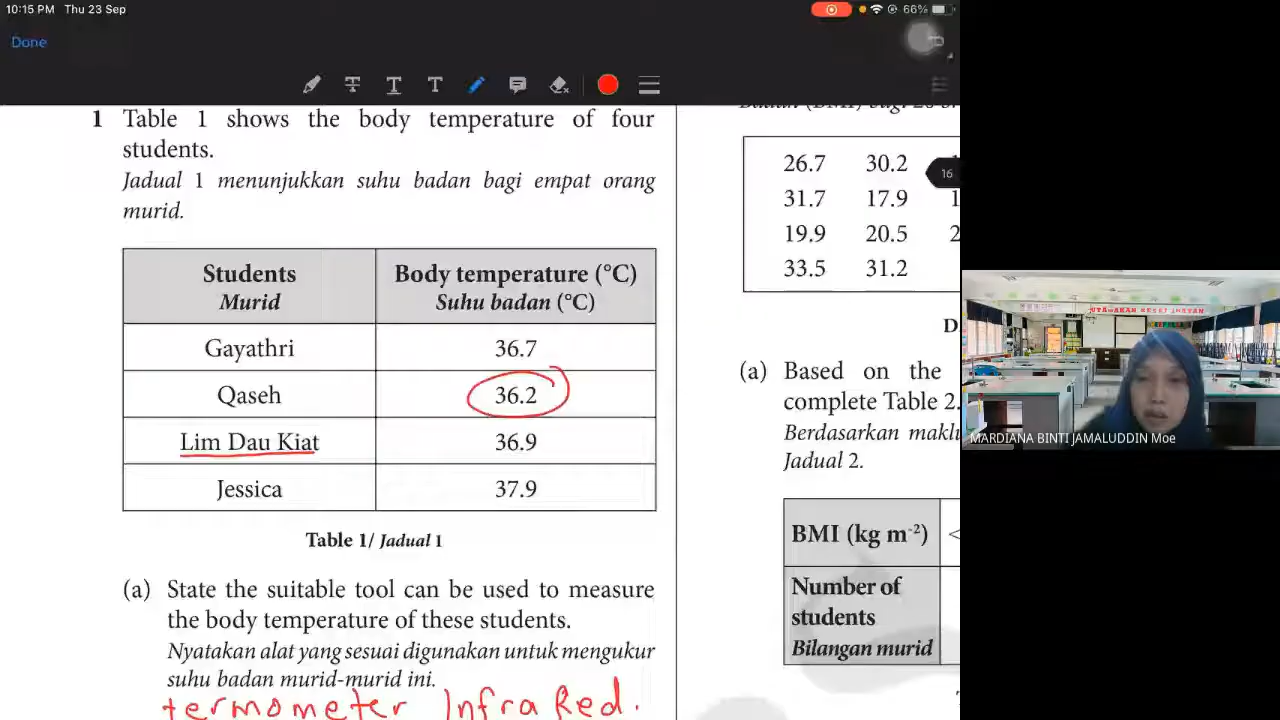 10:15 PM Thu 23 Sep
66%
Done
T
T
T
1 Table 1 shows the body temperature of four
students.
Jadual 1 menunjukkan suhu badan bagi empat orang
murid.
Students
Murid
Body temperature (°C)
Suhu badan (°C)
Gayathri 36.7
Qaseh 36.2
Lim Dau Kiat 36.9
Jessica 37.9
Table 1/ Jadual 1
(a) State the suitable tool can be used to measure
the body temperature of these students.
Nyatakan alat yang sesuai digunakan untuk mengukur
suhu badan murid-murid ini.
termometer InfraRed.
26.7 30.2
31.7 17.9 1
19.9 20.5 2
33.5 31.2
16
D
(a) Based on the
complete Table 2.
Berdasarkan maklu
Jadual 2.
BMI (kg m⁻²) <
Number of
students
Bilangan murid
MARDIANA BINTI JAMALUDDIN Moe